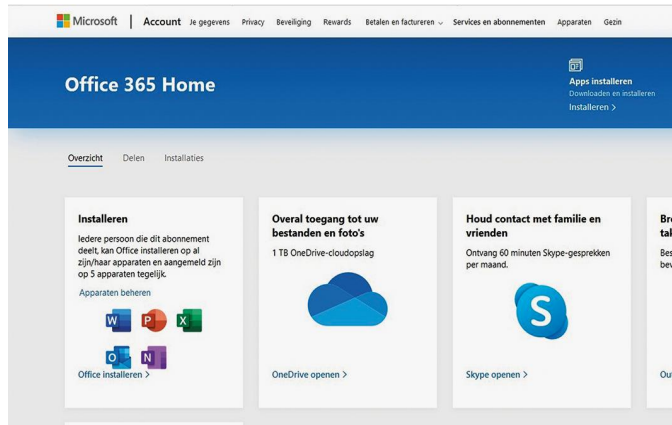 Microsoft | Account Je gegevens Privacy Beveiliging Rewards Betalen en factureren Services en abonnementen Apparaten Gezin
Office 365 Home
Apps installeren
Downloaden en installeren
Installeren >
Overzicht Delen Installaties
Installeren
Iedere persoon die dit abonnement
deelt, kan Office installeren op al
zijn/haar apparaten en aangemeld zijn
op 5 apparaten tegelijk.
Apparaten beheren
W P X
O N
Office installeren >
Overal toegang tot uw
bestanden en foto's
1 TB OneDrive-cloudopslag
OneDrive openen >
Houd contact met familie en
vrienden
Ontvang 60 minuten Skype-gesprekken
per maand.
S
Skype openen >